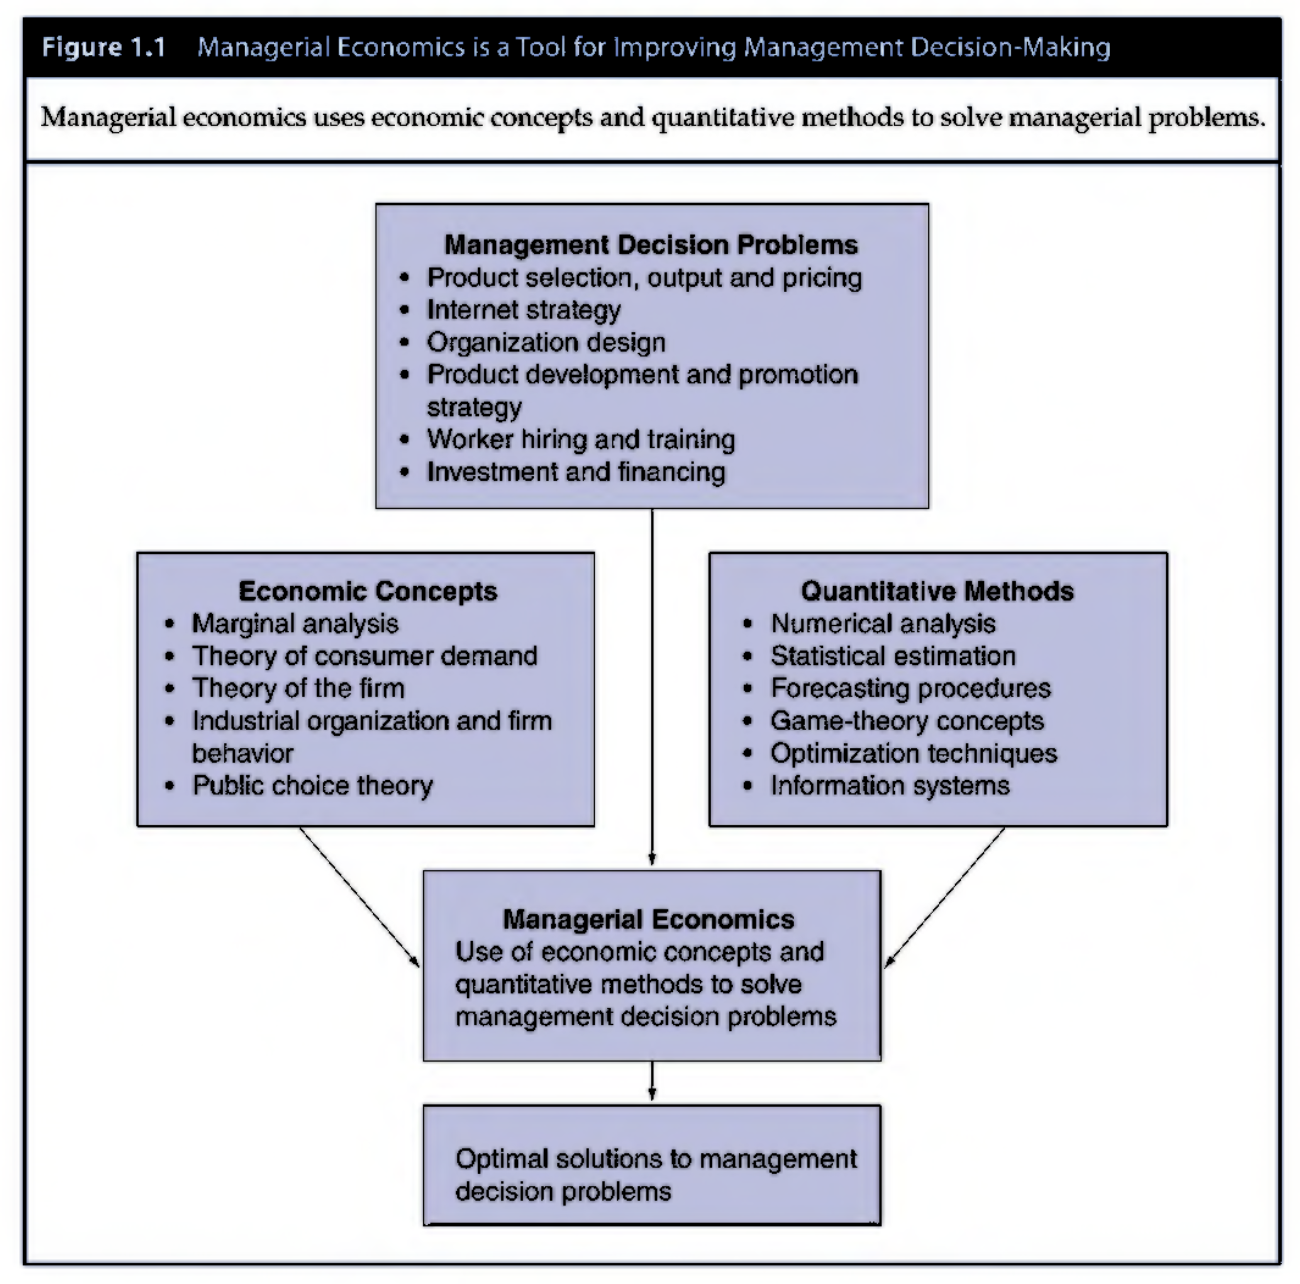 Figure 1.1 Managerial Economics is a Tool for Improving Management Decision-Making
Managerial economics uses economic concepts and quantitative methods to solve managerial problems.
Management Decision Problems
• Product selection, output and pricing
• Internet strategy
• Organization design
• Product development and promotion
strategy
• Worker hiring and training
• Investment and financing
Economic Concepts
• Marginal analysis
• Theory of consumer demand
• Theory of the firm
• Industrial organization and firm
behavior
• Public choice theory
Quantitative Methods
• Numerical analysis
• Statistical estimation
• Forecasting procedures
• Game-theory concepts
• Optimization techniques
• Information systems
Managerial Economics
Use of economic concepts and
quantitative methods to solve
management decision problems
Optimal solutions to management
decision problems